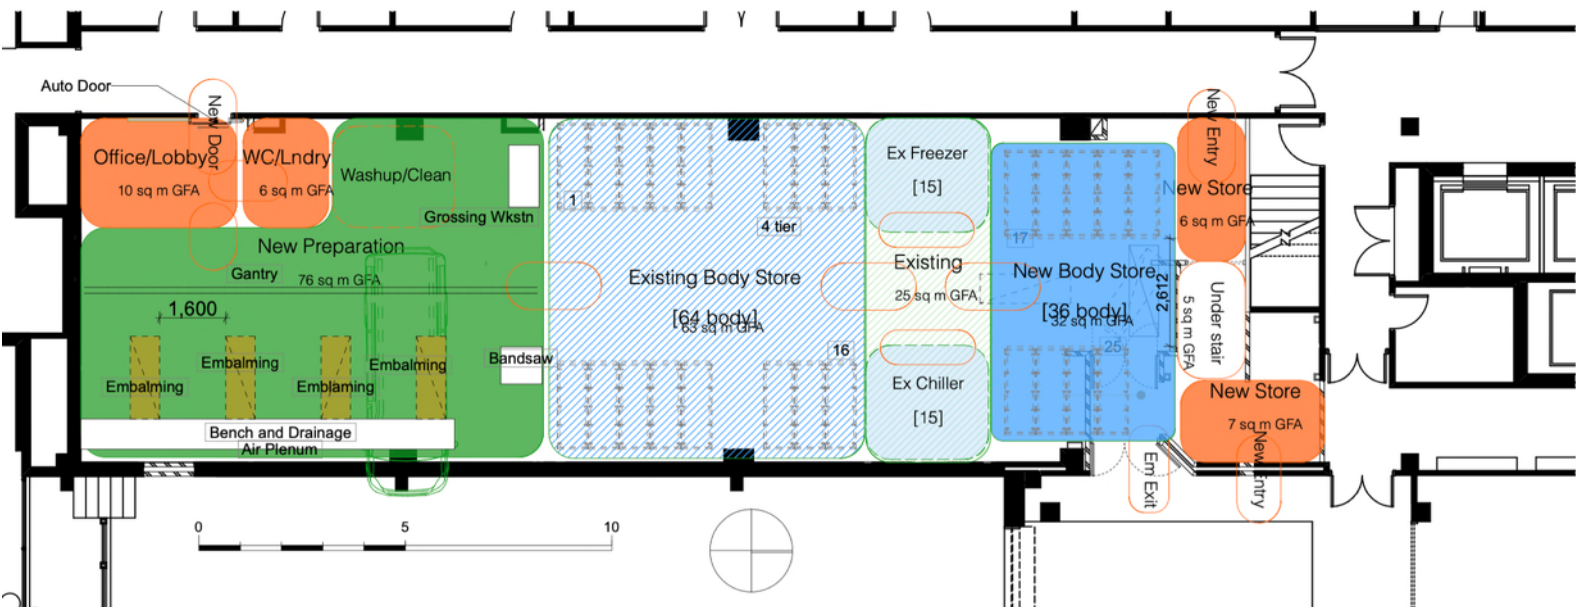 Auto Door
New Door
New Entry
Office/Lobby
10 sq m GFA
WC/Lndry
6 sq m GFA
Washup/Clean
Grossing Wkstn
1
4 tier
Ex Freezer
[15]
17
New Store
6 sq m GFA
New Preparation
76 sq m GFA
Gantry
1,600
Existing Body Store
[64 body]
63 sq m GFA
16
Existing
25 sq m GFA
New Body Store
[36 body]
32 sq m GFA
2,612
25
Under stair
5 sq m GFA
Embalming
Embalming
Emblaming
Embalming
Bandsaw
Ex Chiller
[15]
New Store
7 sq m GFA
Bench and Drainage
Air Plenum
Em Exit
New Entry
0
5
10